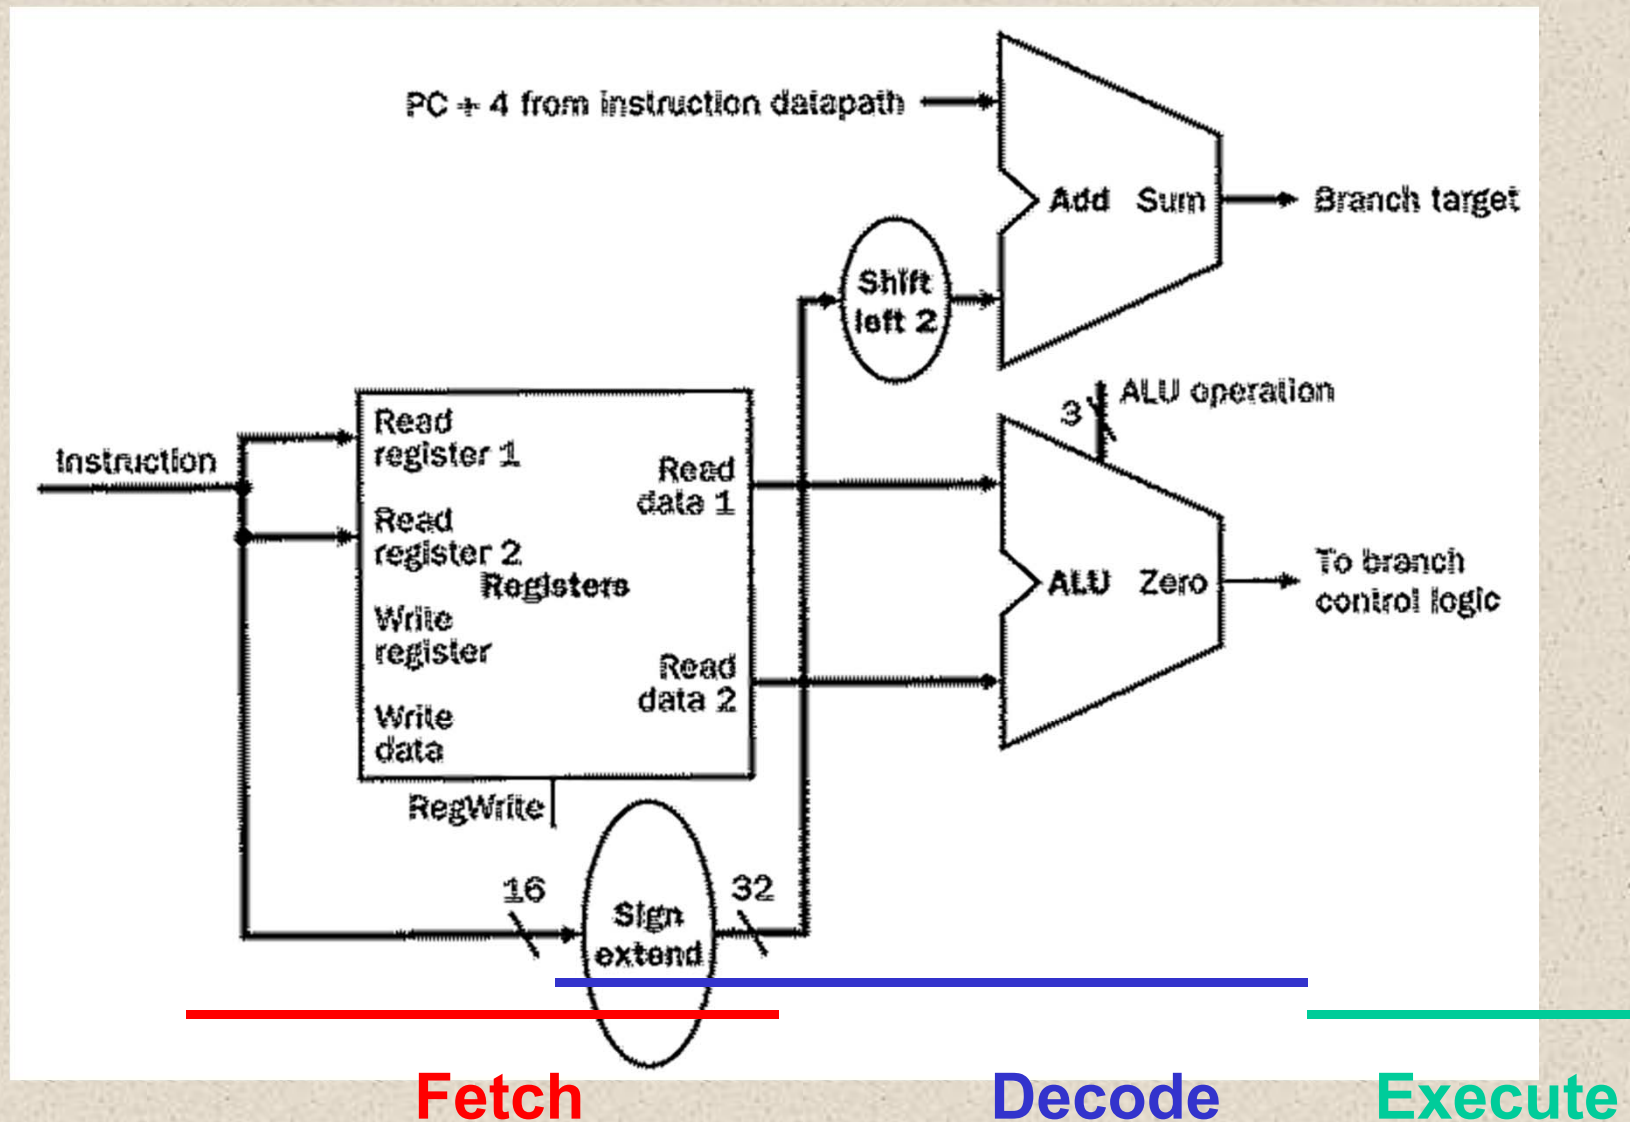 PC + 4 from instruction datapath
Add Sum
Branch target
Shift
left 2
3
ALU operation
Instruction
Read
register 1
Read
data 1
Read
register 2
Registers
ALU Zero
To branch
control logic
Write
register
Read
data 2
Write
data
RegWrite
16
32
Sign
extend
Fetch
Decode
Execute